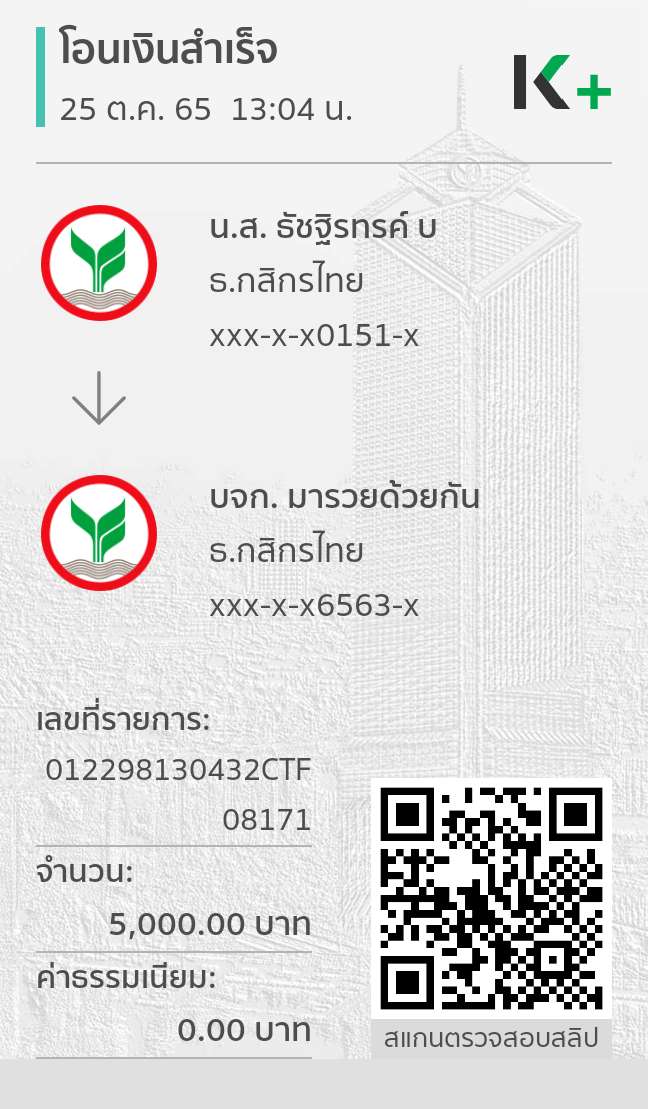 โอนเงินสำเร็จ
25 ต.ค. 65 13:04 น.
K+
น.ส. ธัชฐิรทรค์ บ
ธ.กสิกรไทย
xxx-x-x0151-x
บจก. มารวยด้วยกัน
ธ.กสิกรไทย
xxx-x-x6563-x
เลขที่รายการ:
012298130432CTF
08171
จำนวน:
5,000.00 บาท
ค่าธรรมเนียม:
0.00 บาท
สแกนตรวจสอบสลิป